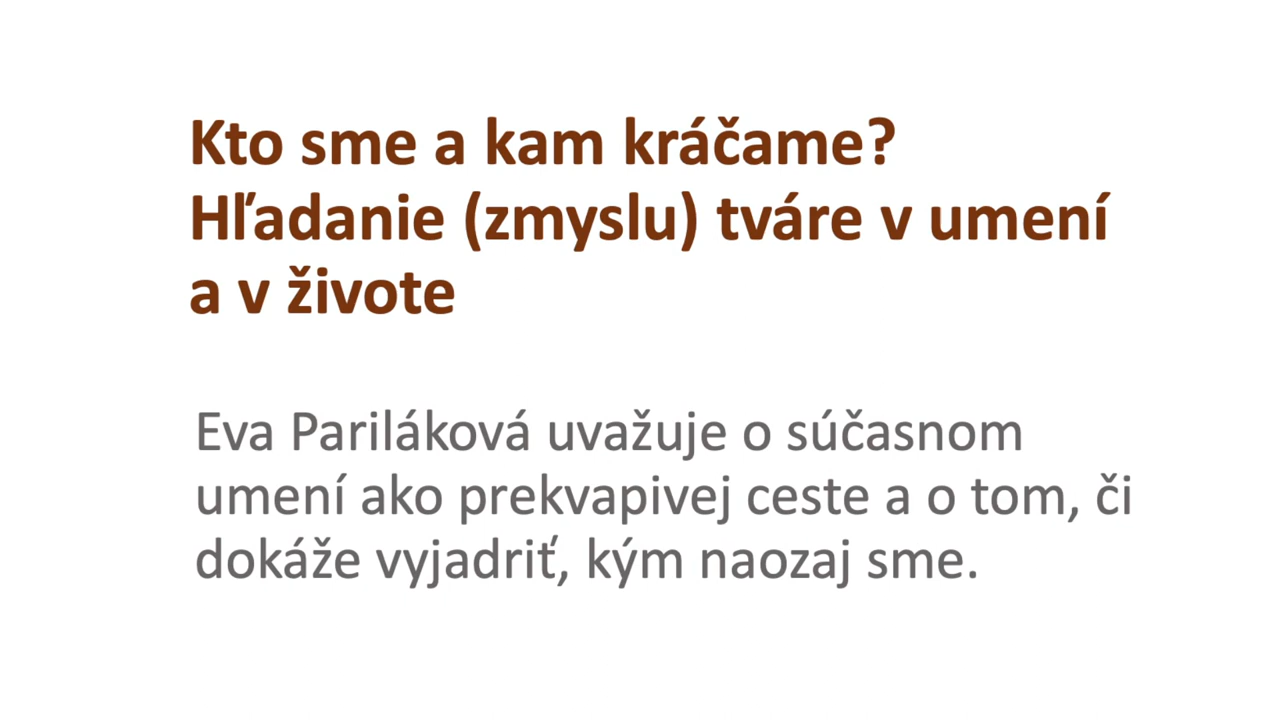 Kto sme a kam kráčame?
Hľadanie (zmyslu) tváre v umení
a v živote
Eva Pariláková uvažuje o súčasnom
umení ako prekvapivej ceste a o tom, či
dokáže vyjadriť, kým naozaj sme.